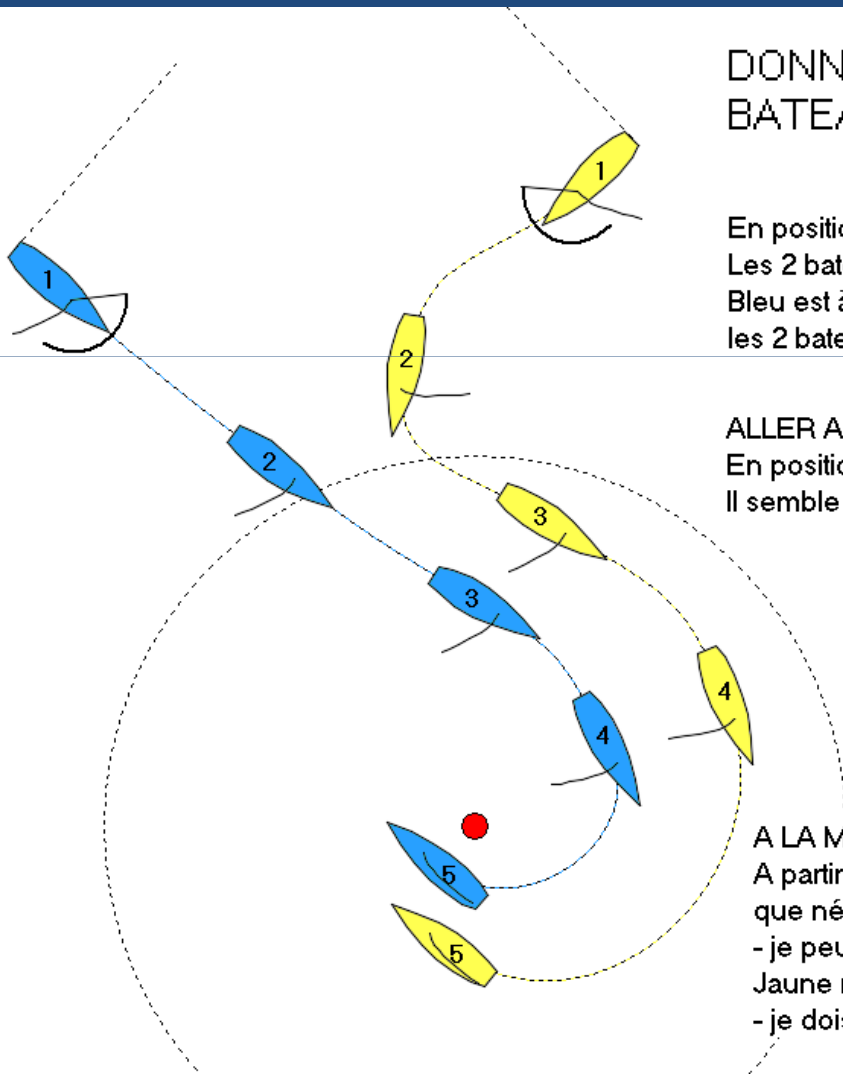 DONN
BATEA
1
En positio
Les 2 bat
1
Bleu est à
les 2 bate
2
ALLER A
2
En positio
Il semble
3
3
4
4
A LA M
A partir
5
que né
- je peu
5
Jaune
- je dois